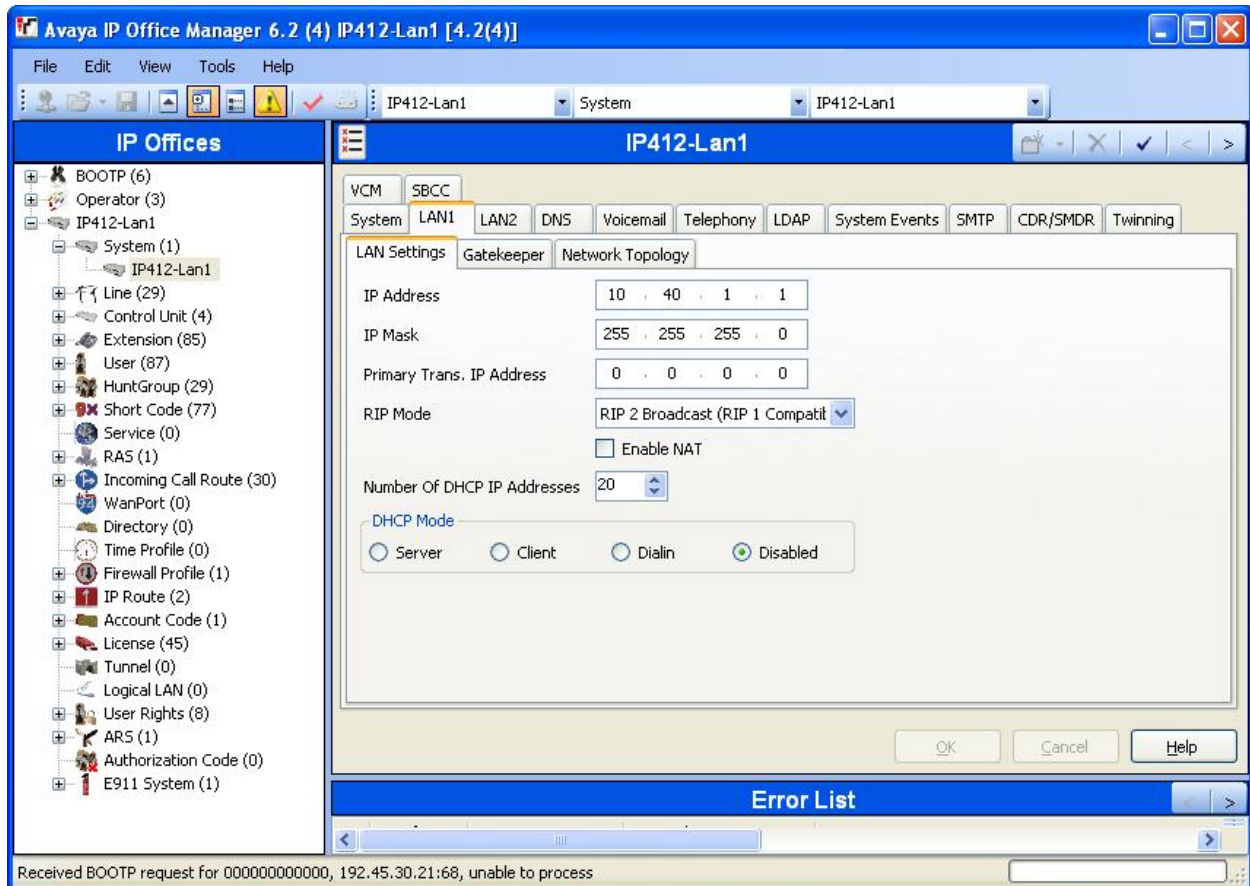 Avaya IP Office Manager 6.2 (4) IP412-Lan1 [4.2(4)]
File Edit View Tools Help
IP412-Lan1 System IP412-Lan1
IP Offices
BOOTP (6)
Operator (3)
IP412-Lan1
System (1)
IP412-Lan1
Line (29)
Control Unit (4)
Extension (85)
User (87)
HuntGroup (29)
Short Code (77)
Service (0)
RAS (1)
Incoming Call Route (30)
WanPort (0)
Directory (0)
Time Profile (0)
Firewall Profile (1)
IP Route (2)
Account Code (1)
License (45)
Tunnel (0)
Logical LAN (0)
User Rights (8)
ARS (1)
Authorization Code (0)
E911 System (1)
IP412-Lan1
VCM SBCC
System LAN1 LAN2 DNS Voicemail Telephony LDAP System Events SMTP CDR/SMDR Twinning
LAN Settings Gatekeeper Network Topology
IP Address 10 . 40 . 1 . 1
IP Mask 255 . 255 . 255 . 0
Primary Trans. IP Address 0 . 0 . 0 . 0
RIP Mode RIP 2 Broadcast (RIP 1 Compatit
Enable NAT
Number Of DHCP IP Addresses 20
DHCP Mode
Server Client Dialin Disabled
OK Cancel Help
Error List
Received BOOTP request for 000000000000, 192.45.30.21:68, unable to process